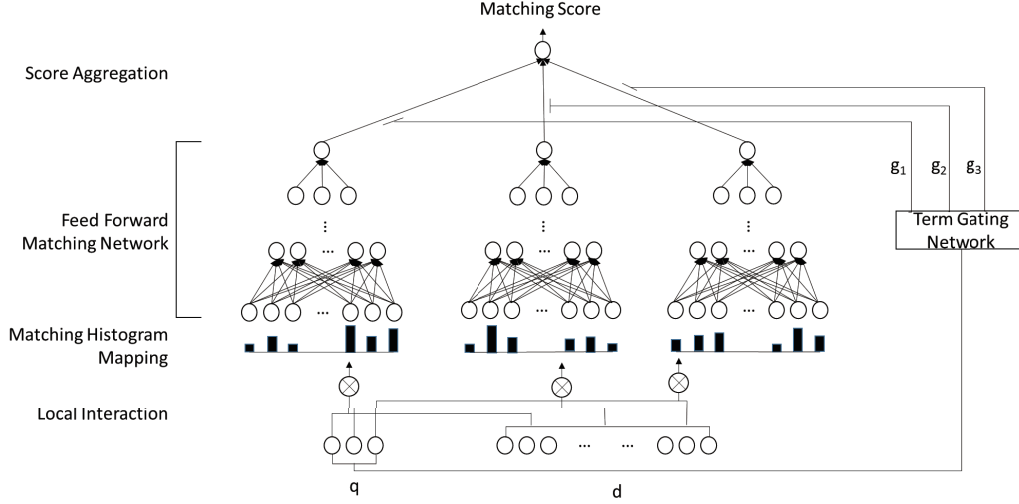 Matching Score
Score Aggregation
g1 g2 g3
Term Gating
Network
Feed Forward
Matching Network
...
...
...
... ... ...
... ... ...
Matching Histogram
Mapping
Local Interaction
... ...
q
d